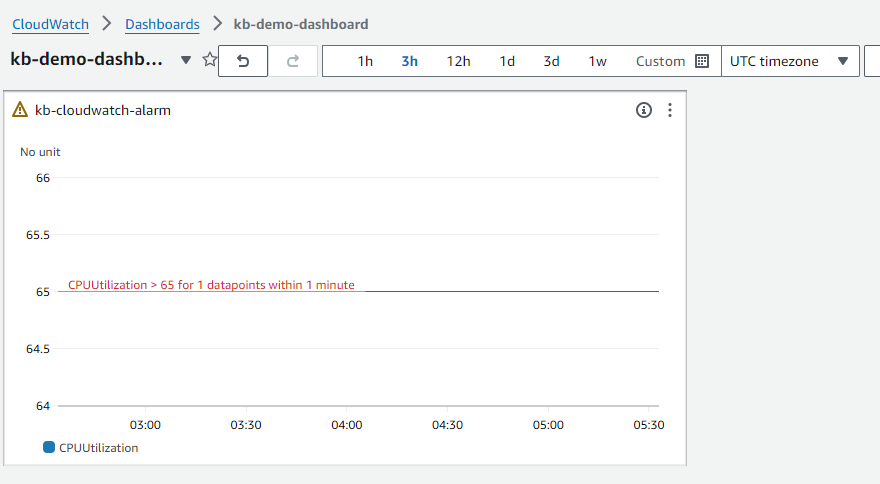 CloudWatch > Dashboards > kb-demo-dashboard
kb-demo-dashb... 1h 3h 12h 1d 3d 1w Custom UTC timezone
kb-cloudwatch-alarm
No unit
66
65.5
CPUUtilization > 65 for 1 datapoints within 1 minute
65
64.5
64
03:00 03:30 04:00 04:30 05:00 05:30
CPUUtilization